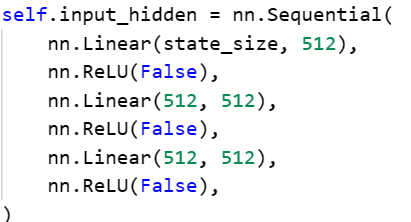 self.input_hidden = nn.Sequential(
    nn.Linear(state_size, 512),
    nn.ReLU(False),
    nn.Linear(512, 512),
    nn.ReLU(False),
    nn.Linear(512, 512),
    nn.ReLU(False),
)